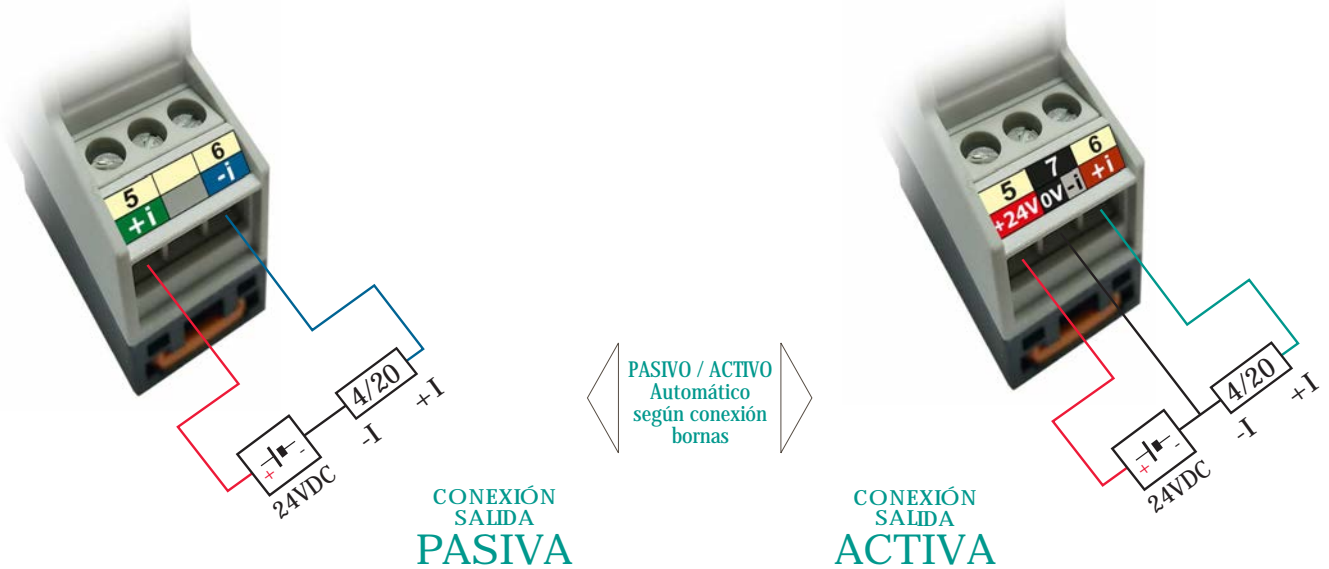 6
5
-i
+i
+
-
24VDC
4/20
-I
+I
CONEXIÓN
SALIDA
PASIVA
PASIVO / ACTIVO
Automático
según conexión
bornas
6
7
5
+i
-i
0V
+24V
+
-
24VDC
4/20
-I
+I
CONEXIÓN
SALIDA
ACTIVA